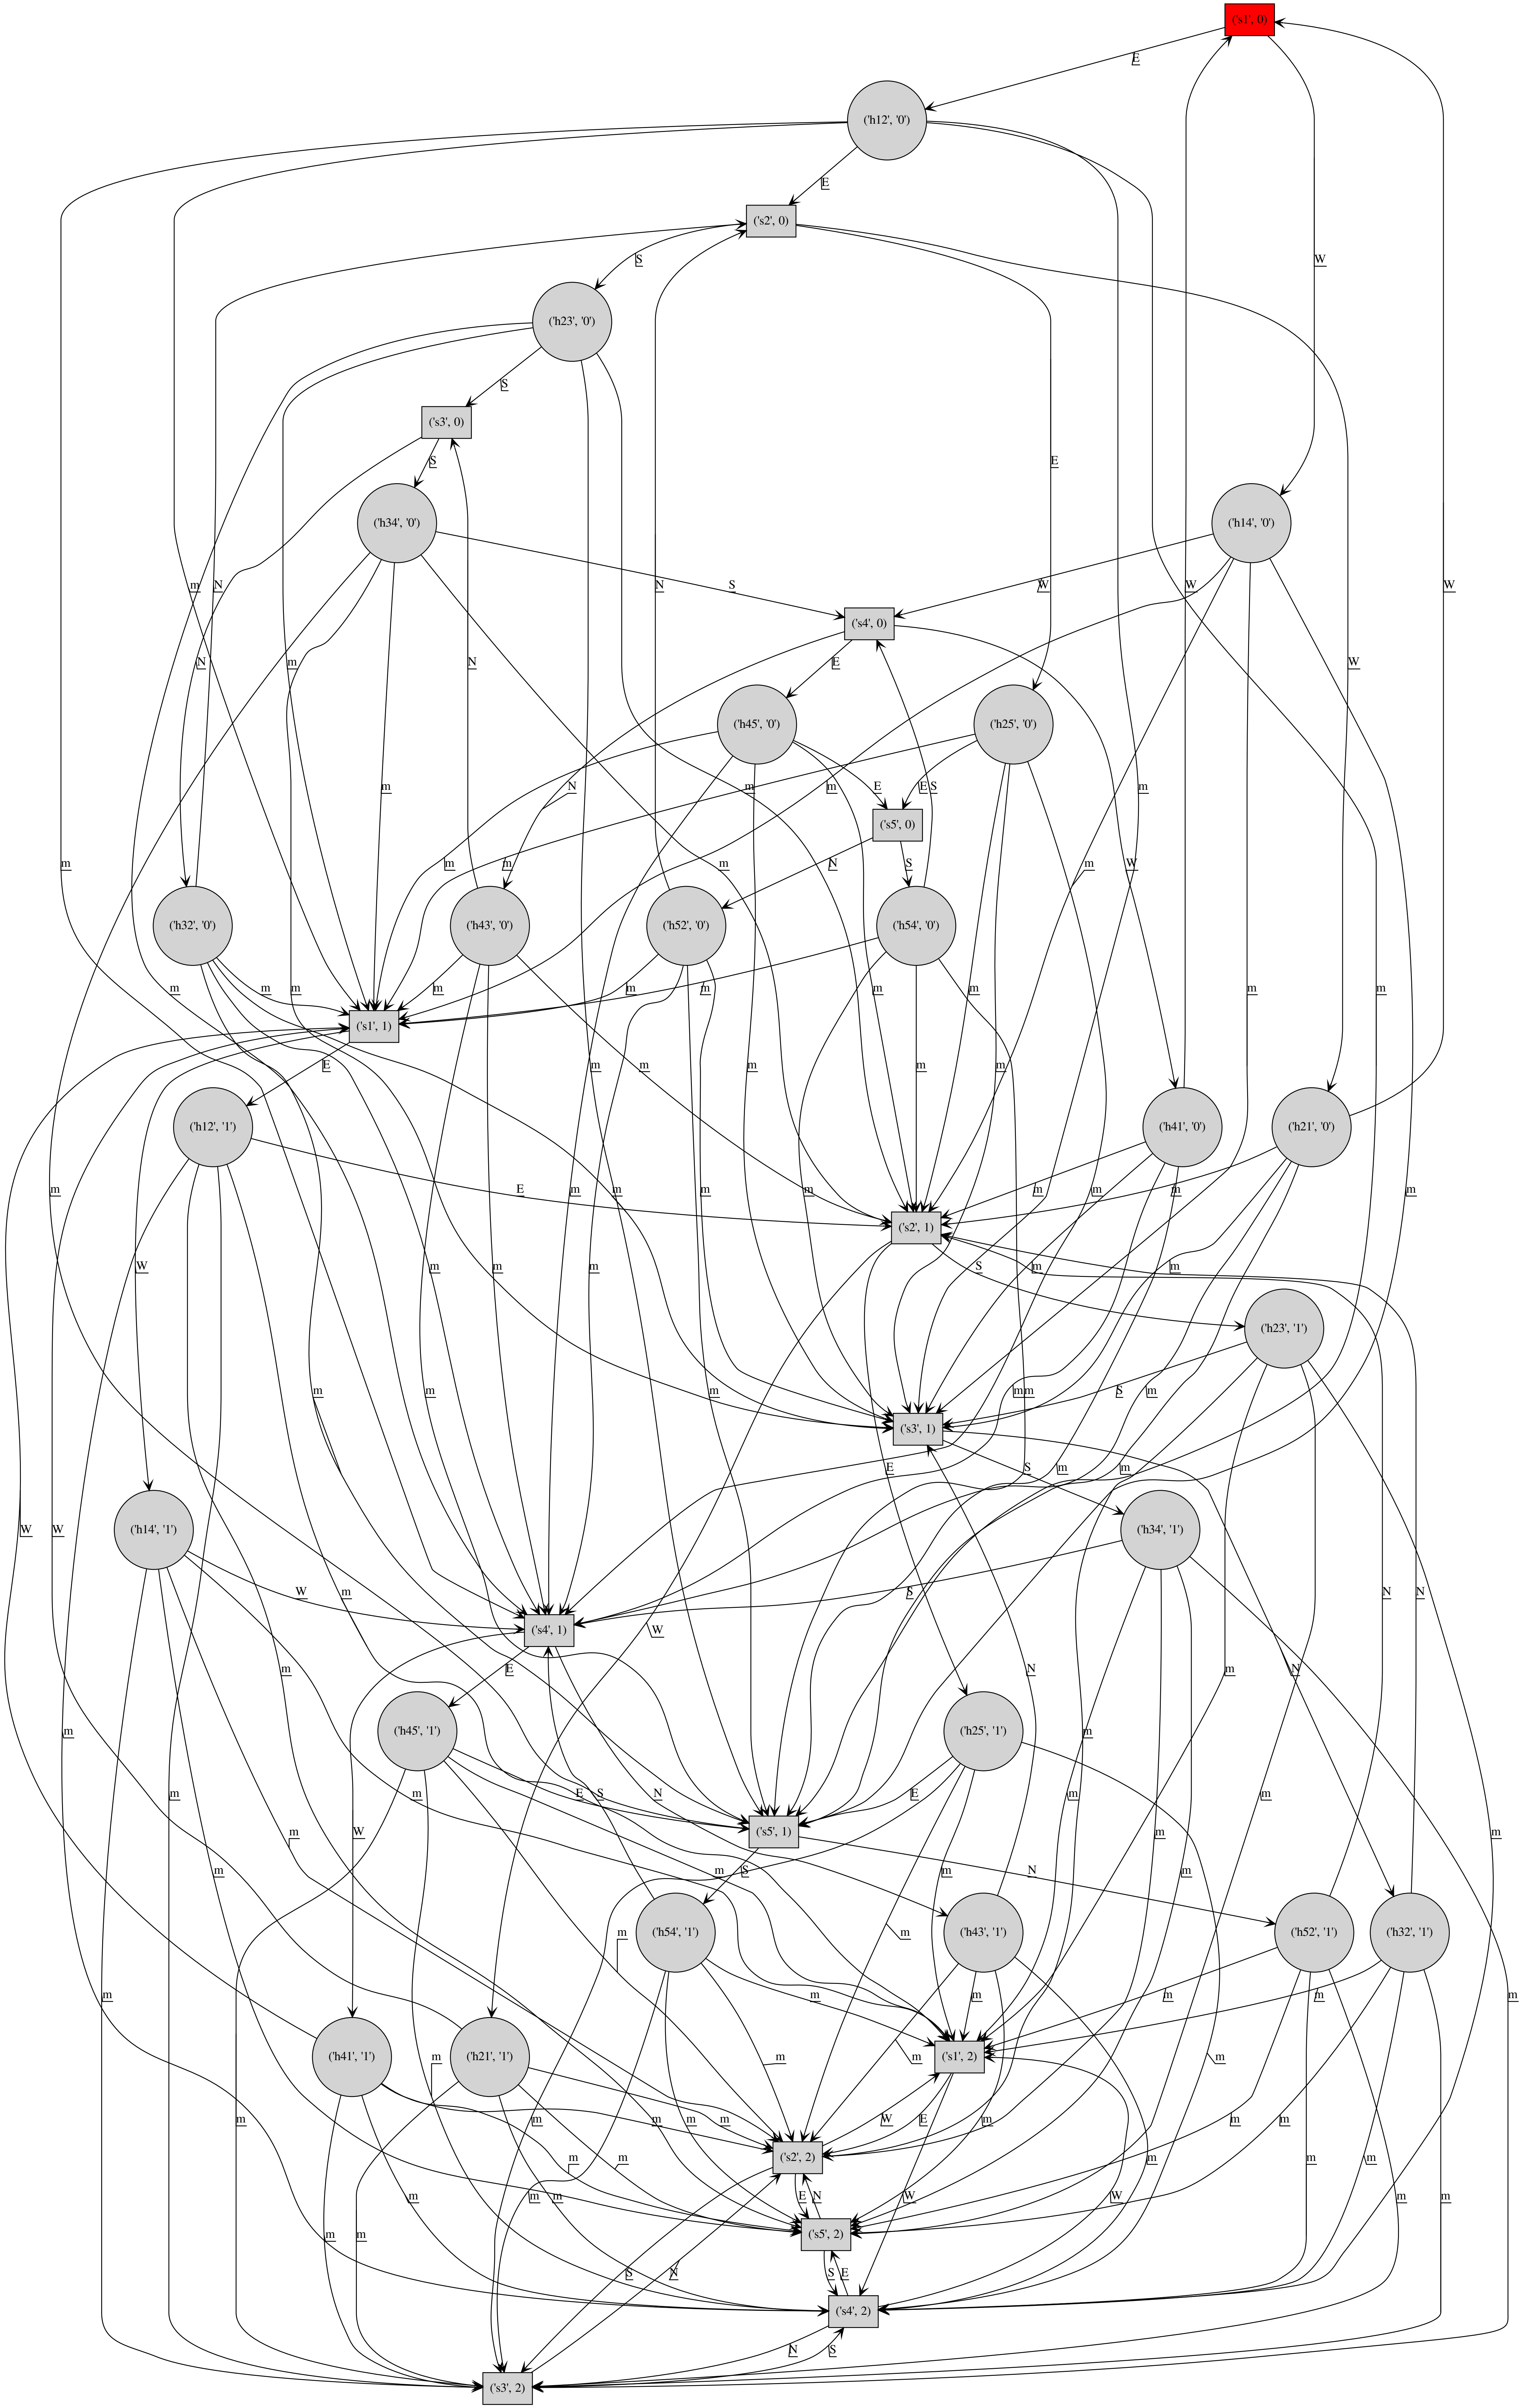 ('s1', 0)
E
('h12', '0')
E
('s2', 0)
W
S
('h23', '0')
S
('s3', 0)
S
E
('h34', '0')
('h14', '0')
m
N
S
W
('s4', 0)
N
m
N
N
E
W
W
W
('h45', '0')
('h25', '0')
m
m
m
N
E
E
S
m
('s5', 0)
m
m
m
m
m
N
S
W
('h32', '0')
('h43', '0')
('h52', '0')
('h54', '0')
m
m
m
m
m
m
m
m
m
m
m
('s1', 1)
E
m
m
m
m
m
m
('h12', '1')
('h41', '0')
('h21', '0')
m
E
m
m
m
m
m
m
m
('s2', 1)
W
m
m
m
m
S
m
m
('h23', '1')
m
m
m
m
m
m
S
('s3', 1)
E
S
m
m
m
('h14', '1')
('h34', '1')
W
W
W
m
S
N
N
('s4', 1)
W
m
E
N
m
m
('h45', '1')
('h25', '1')
m
m
E
S
N
m
m
E
m
m
W
('s5', 1)
m
m
m
S
N
m
m
('h54', '1')
('h43', '1')
('h52', '1')
('h32', '1')
m
m
m
m
m
m
m
m
('h41', '1')
('h21', '1')
m
m
m
('s1', 2)
m
m
m
m
m
W
E
m
m
m
m
('s2', 2)
m
m
m
m
m
m
m
m
E
N
W
W
m
m
m
('s5', 2)
S
N
S
E
('s4', 2)
N
S
('s3', 2)